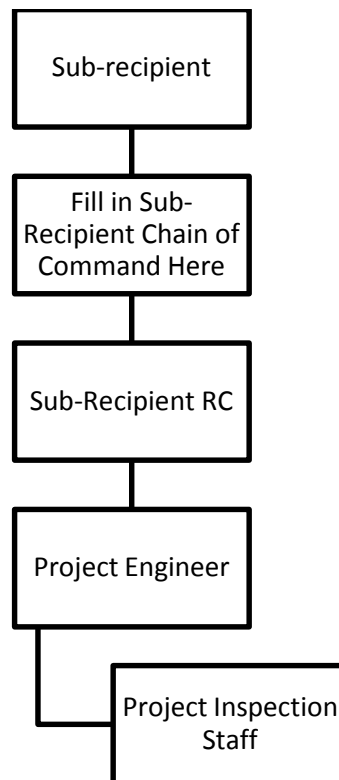 Sub-recipient
Fill in Sub-
Recipient Chain of
Command Here
Sub-Recipient RC
Project Engineer
Project Inspection
Staff